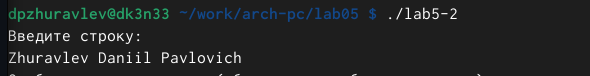 dpzhuravlev@dk3n33 ~/work/arch-pc/lab05 $ ./lab5-2
Введите строку:
Zhuravlev Daniil Pavlovich